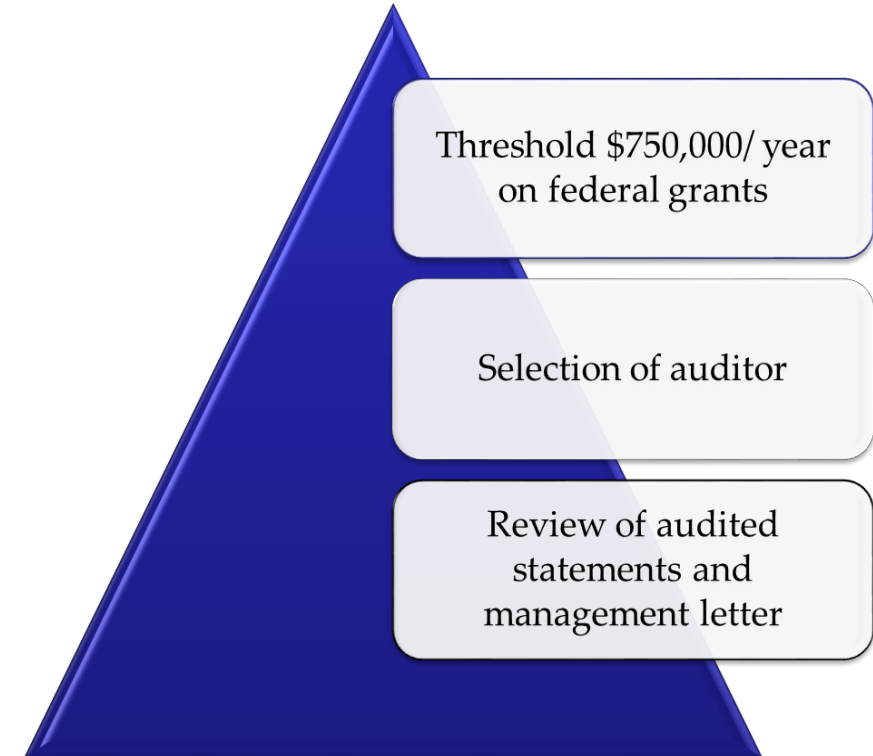 Threshold $750,000/ year
on federal grants
Selection of auditor
Review of audited
statements and
management letter